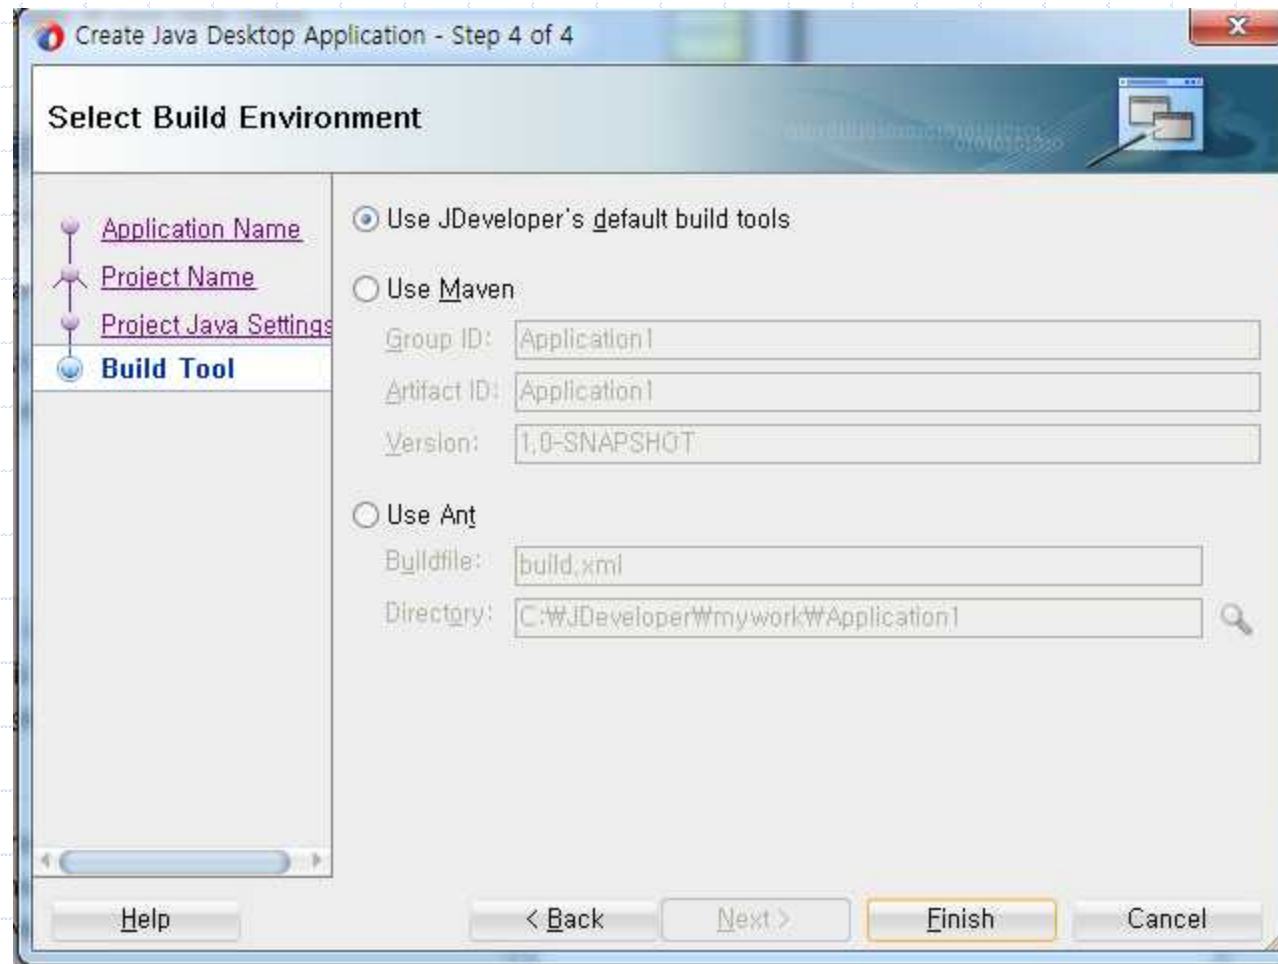 Create Java Desktop Application - Step 4 of 4
x
Select Build Environment
Application Name
Project Name
Project Java Settings
Build Tool
Use JDeveloper's default build tools
Use Maven
Group ID: Application1
Artifact ID: Application1
Version: 1.0-SNAPSHOT
Use Ant
Buildfile: build.xml
Directory: C:₩JDeveloper₩mywork₩Application1
Help
< Back
Next >
Finish
Cancel